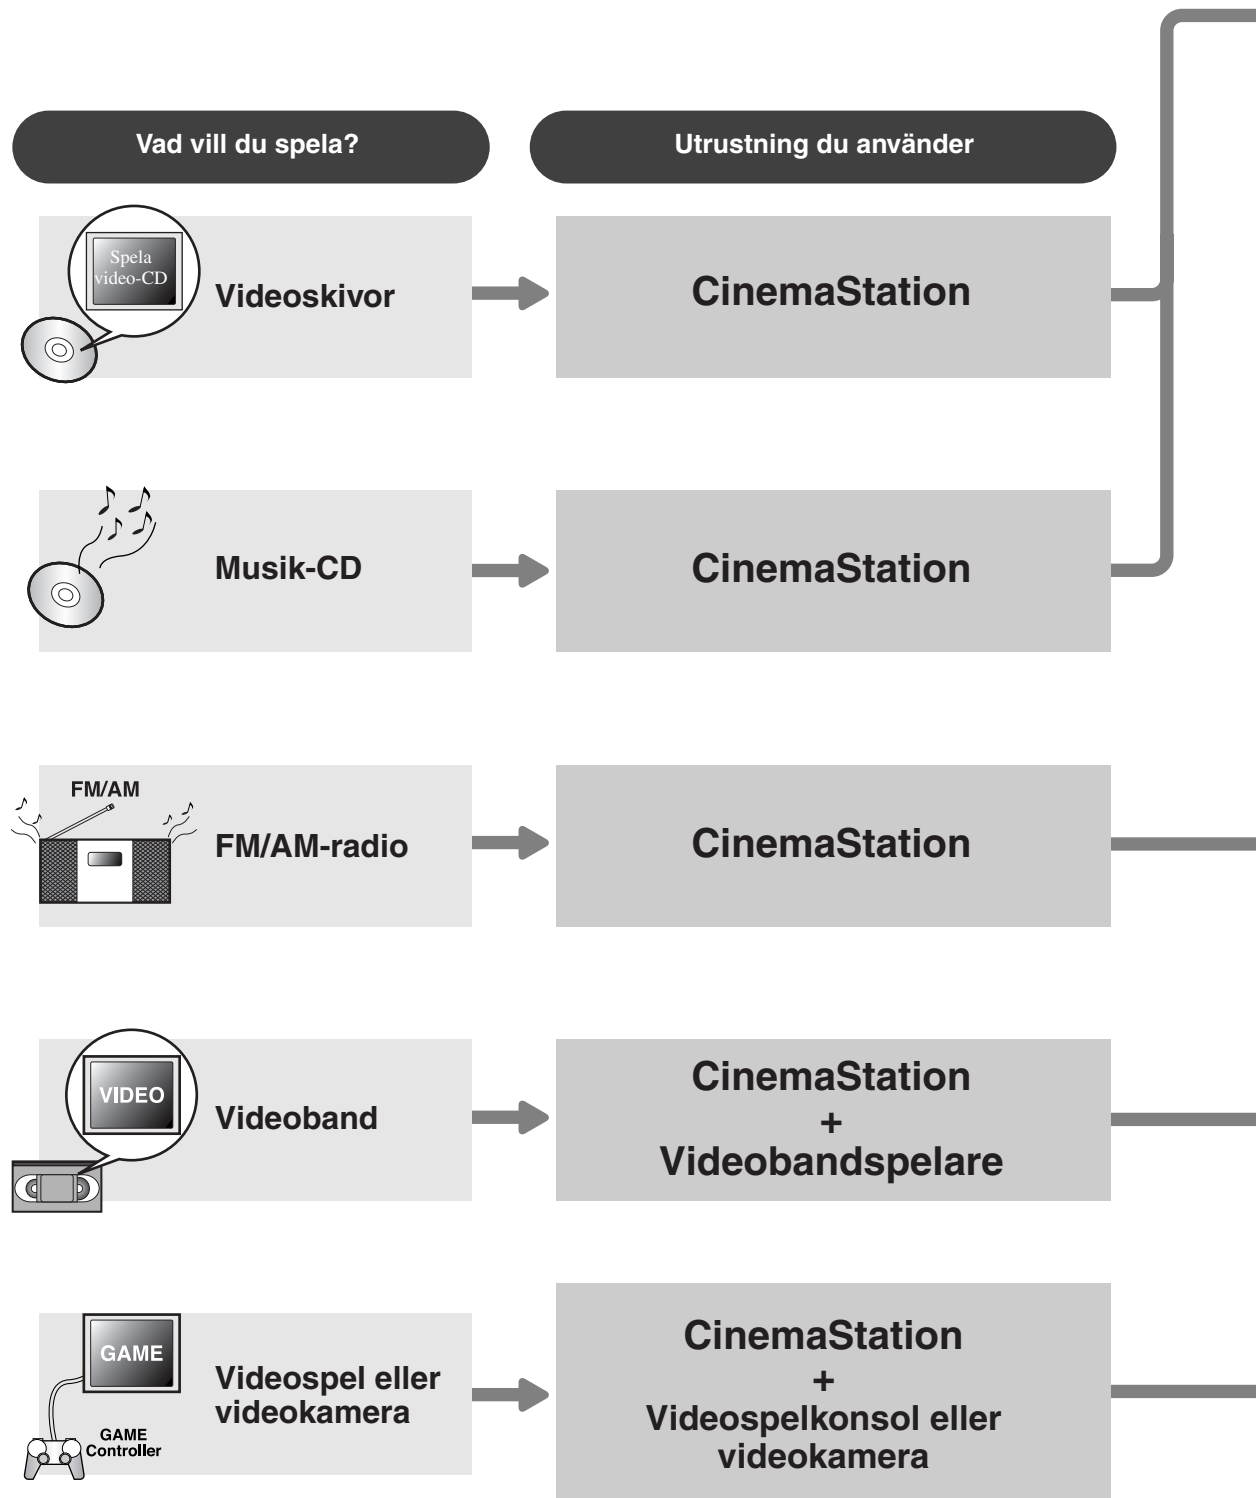 Vad vill du spela?
Utrustning du använder
Spela
video-CD
Videoskivor
CinemaStation
Musik-CD
CinemaStation
FM/AM
FM/AM-radio
CinemaStation
VIDEO
Videoband
CinemaStation
+
Videobandspelare
GAME
GAME
Controller
Videospel eller
videokamera
CinemaStation
+
Videospelkonsol eller
videokamera